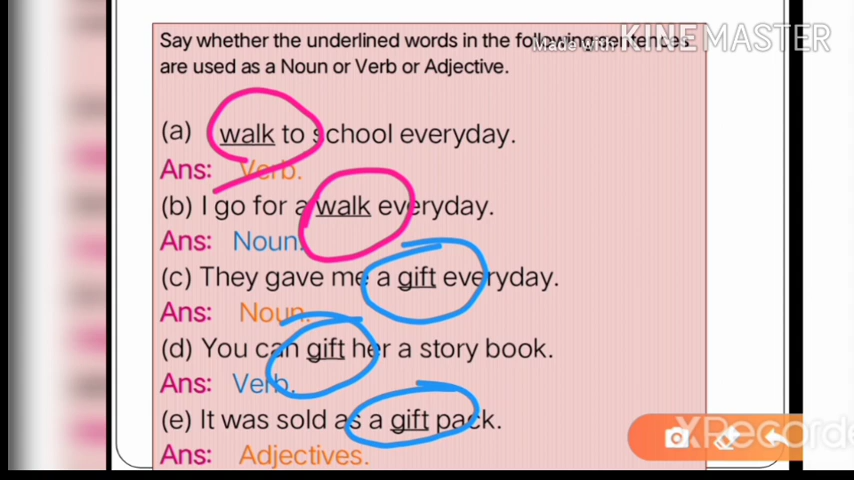 Say whether the underlined words in the following sentences
Made with KINEMASTER
are used as a Noun or Verb or Adjective.
(a) walk to school everyday.
Ans: Verb.
(b) I go for a walk everyday.
Ans: Noun.
(c) They gave me a gift everyday.
Ans: Noun.
(d) You can gift her a story book.
Ans: Verb.
(e) It was sold as a gift pack.
XRecorde
Ans: Adjectives.